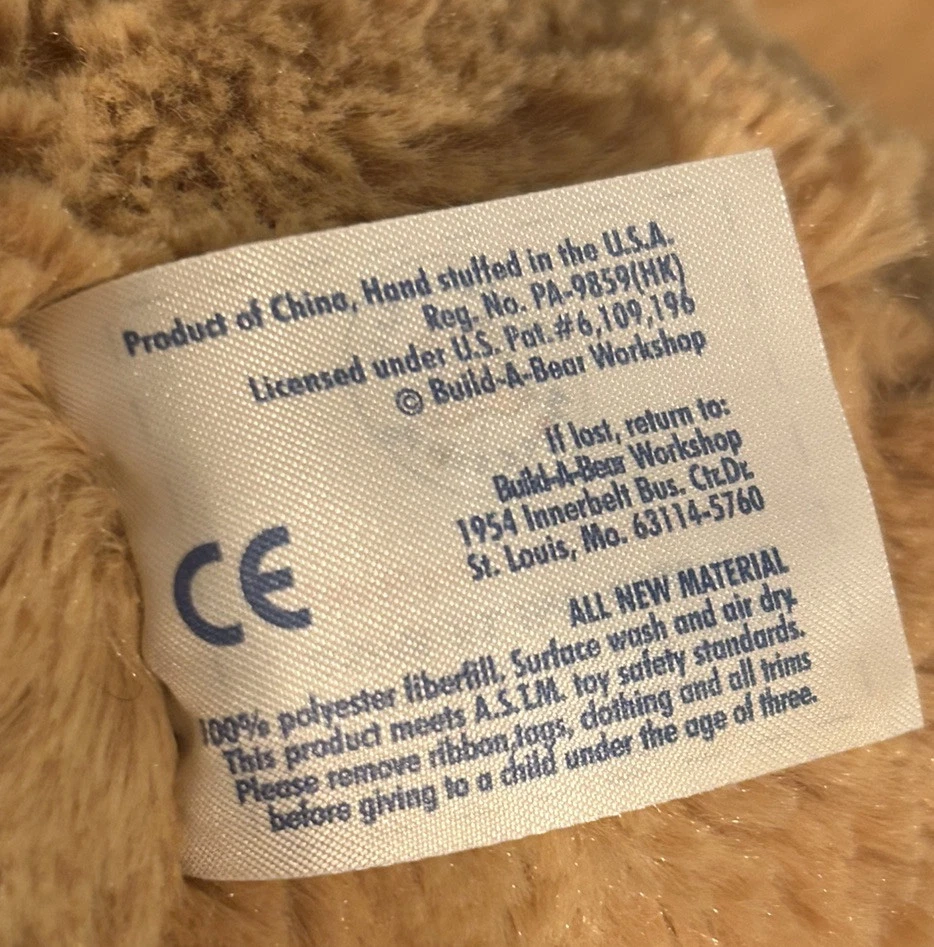 Product of China, Hand stuffed in the U.S.A.
Reg. No. PA-9859(HK)
Licensed under U.S. Pat.#6,109,196
© Build-A-Bear Workshop
If lost, return to:
Build-A-Bear Workshop
1954 Innerbelt Bus. Ctr.Dr.
St. Louis, Mo. 63114-5760
CE
ALL NEW MATERIAL
100% polyester fiberfill. Surface wash and air dry.
This product meets A.S.T.M. toy safety standards.
Please remove ribbon,tags, clothing and all trims
before giving to a child under the age of three.